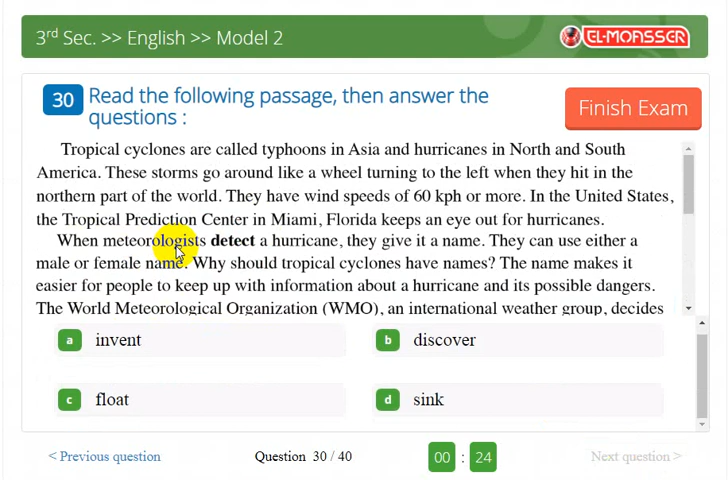 3rd Sec. >> English >> Model 2
EL-MOASSER
30 Read the following passage, then answer the
questions :
Finish Exam
Tropical cyclones are called typhoons in Asia and hurricanes in North and South
America. These storms go around like a wheel turning to the left when they hit in the
northern part of the world. They have wind speeds of 60 kph or more. In the United States,
the Tropical Prediction Center in Miami, Florida keeps an eye out for hurricanes.
When meteorologists detect a hurricane, they give it a name. They can use either a
male or female name. Why should tropical cyclones have names? The name makes it
easier for people to keep up with information about a hurricane and its possible dangers.
The World Meteorological Organization (WMO), an international weather group, decides
a invent
b discover
c float
d sink
< Previous question
Question 30 / 40
00 : 24
Next question >